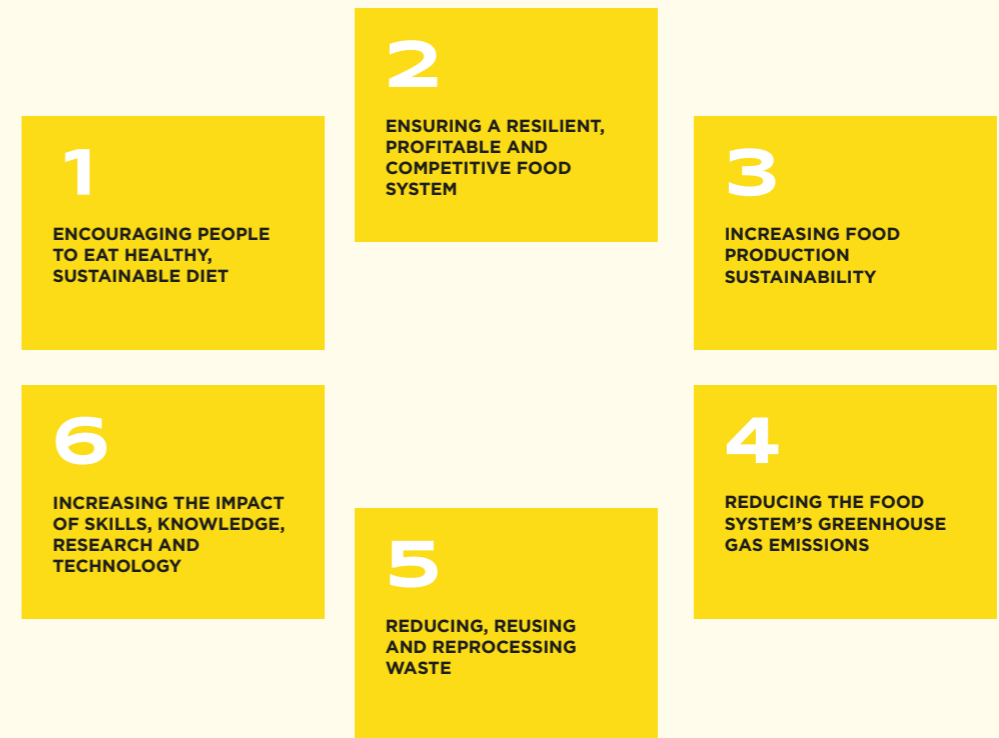 1
ENCOURAGING PEOPLE
TO EAT HEALTHY,
SUSTAINABLE DIET
2
ENSURING A RESILIENT,
PROFITABLE AND
COMPETITIVE FOOD
SYSTEM
3
INCREASING FOOD
PRODUCTION
SUSTAINABILITY
4
REDUCING THE FOOD
SYSTEM’S GREENHOUSE
GAS EMISSIONS
5
REDUCING, REUSING
AND REPROCESSING
WASTE
6
INCREASING THE IMPACT
OF SKILLS, KNOWLEDGE,
RESEARCH AND
TECHNOLOGY